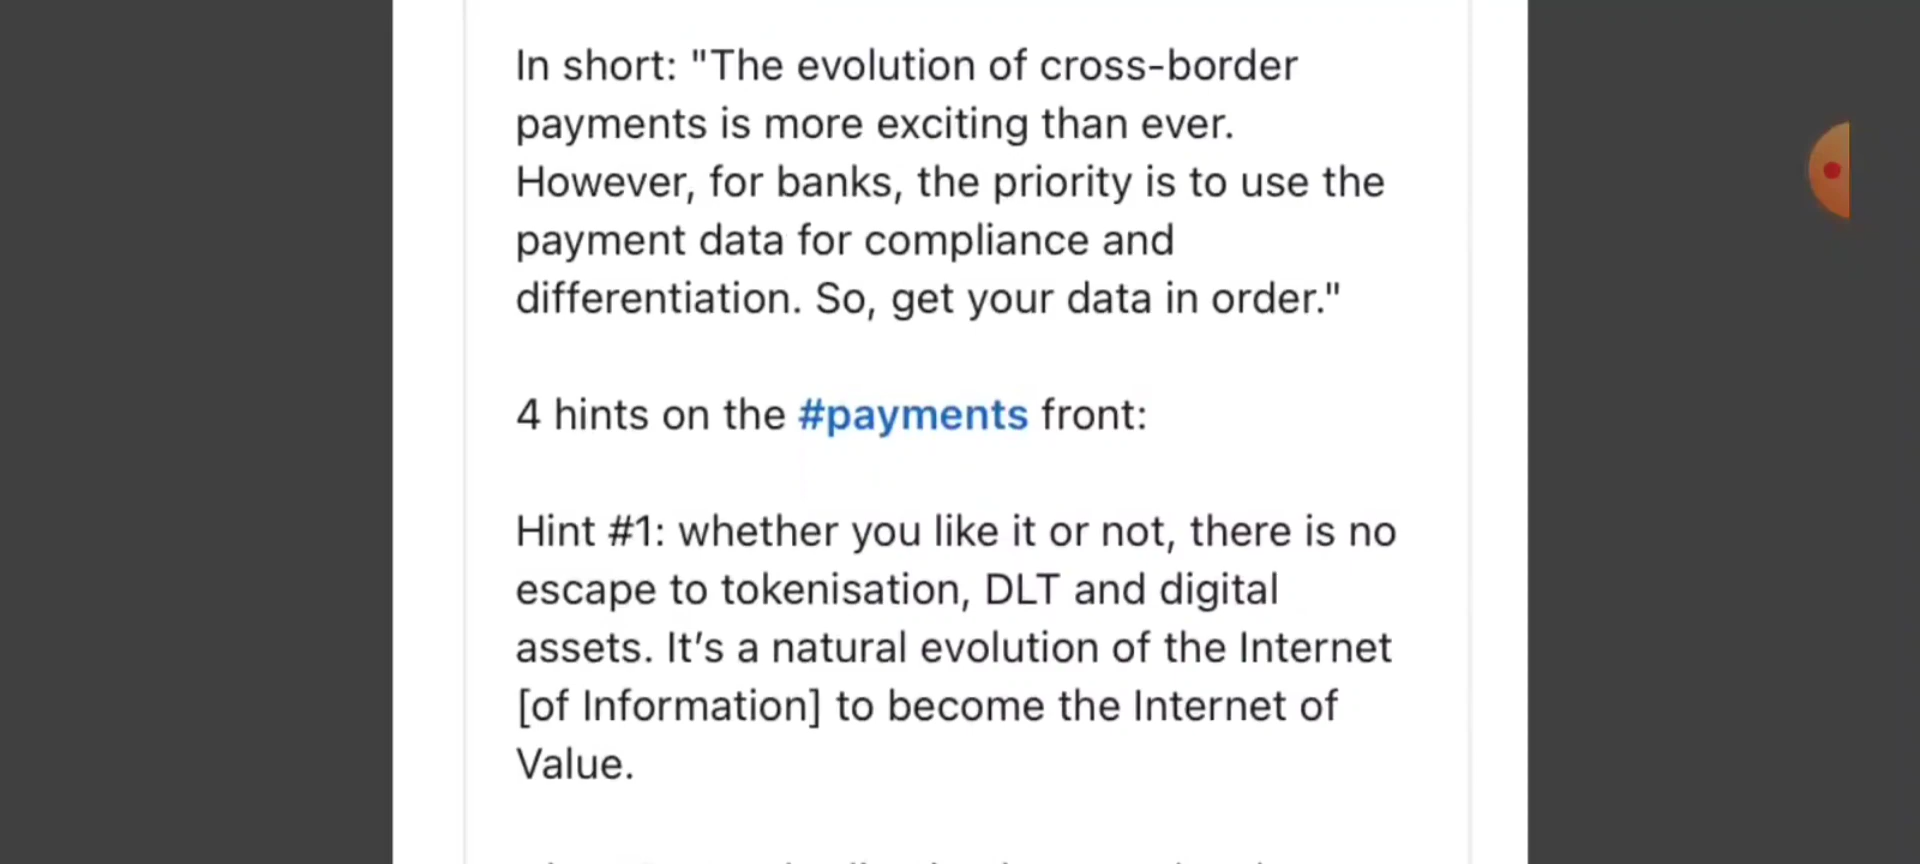 In short: "The evolution of cross-border
payments is more exciting than ever.
However, for banks, the priority is to use the
payment data for compliance and
differentiation. So, get your data in order."
4 hints on the #payments front:
Hint #1: whether you like it or not, there is no
escape to tokenisation, DLT and digital
assets. It's a natural evolution of the Internet
[of Information] to become the Internet of
Value.